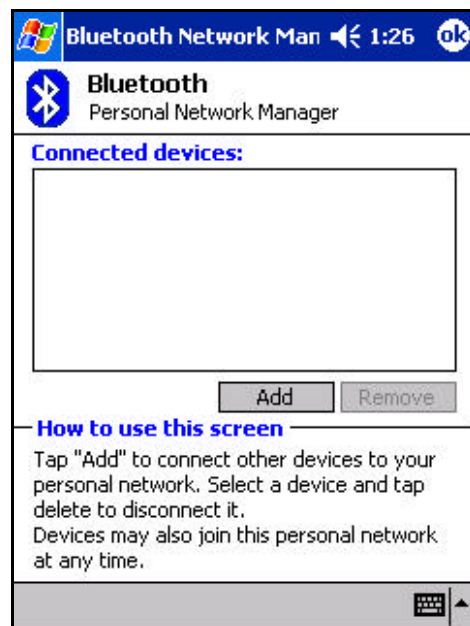 Bluetooth Network Man 1:26 ok
Bluetooth
Personal Network Manager
Connected devices:
Add Remove
How to use this screen
Tap "Add" to connect other devices to your
personal network. Select a device and tap
delete to disconnect it.
Devices may also join this personal network
at any time.